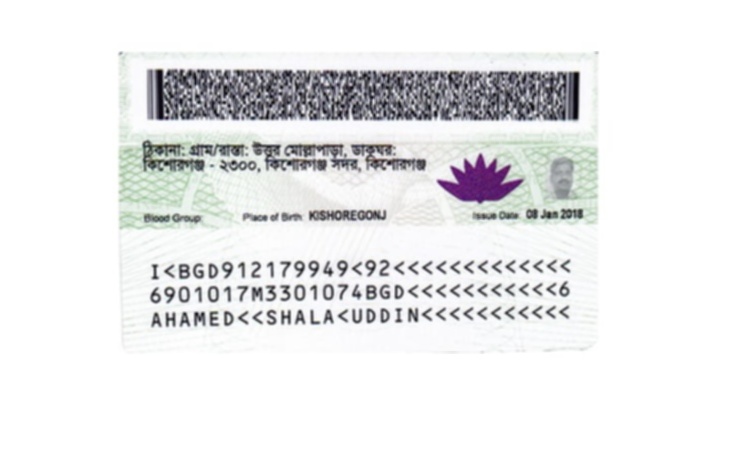 ঠিকানা: গ্রাম/রাস্তা: উত্তর মোল্লাপাড়া, ডাকঘর:
কিশোরগঞ্জ - ২৩০০, কিশোরগঞ্জ সদর, কিশোরগঞ্জ
Blood Group: Place of Birth: KISHOREGONJ Issue Date: 08 Jan 2018
I<BGD912179949<92<<<<<<<<<<<<<
6901017M3301074BGD<<<<<<<<<<<6
AHAMED<<SHALA<UDDIN<<<<<<<<<<<